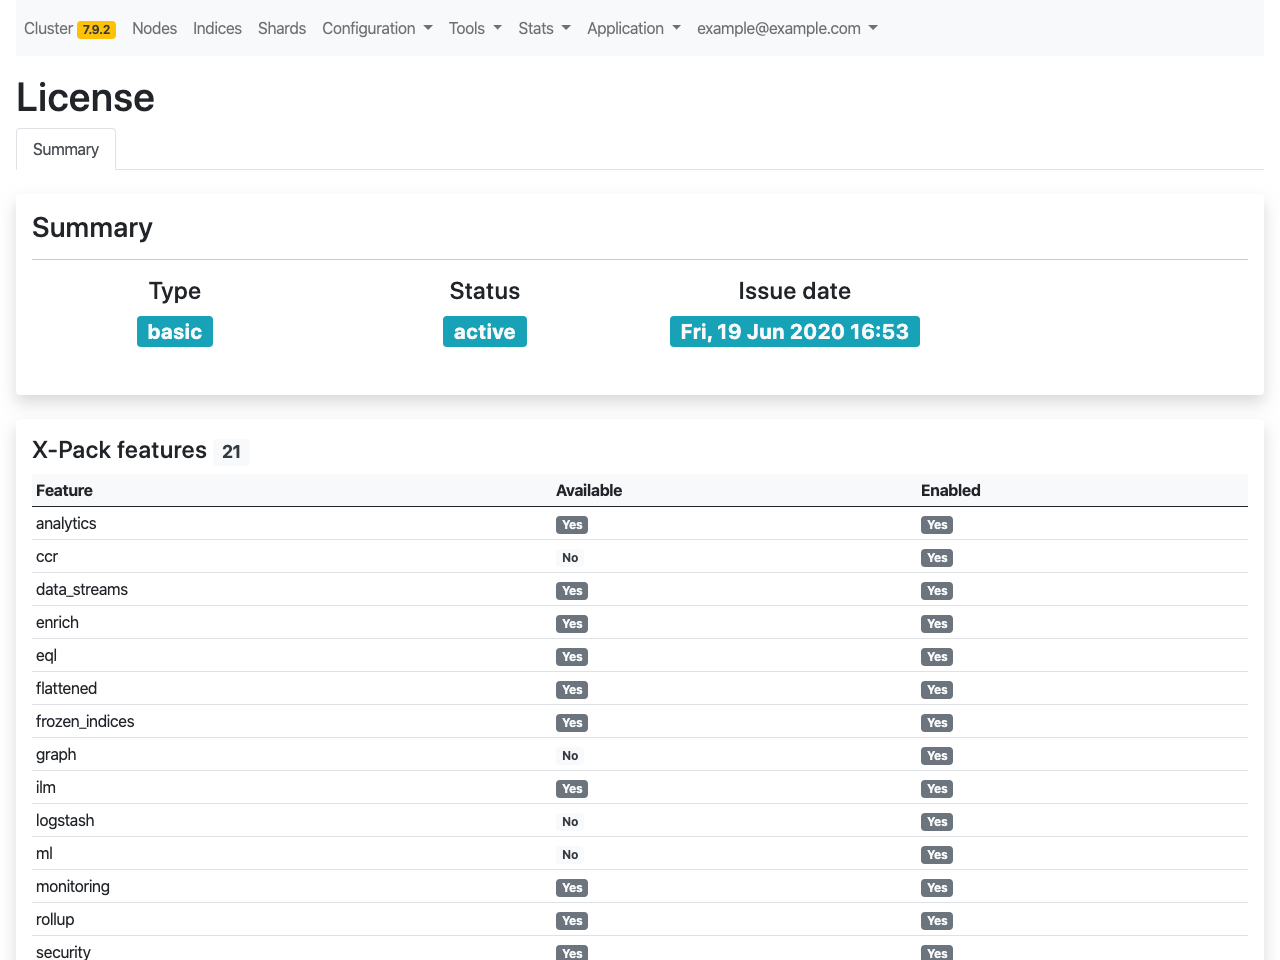 Cluster 7.9.2 Nodes Indices Shards Configuration Tools Stats Application example@example.com
License
Summary
Summary
Type Status Issue date
basic active Fri, 19 Jun 2020 16:53
X-Pack features 21
Feature Available Enabled
analytics Yes Yes
ccr No Yes
data_streams Yes Yes
enrich Yes Yes
eql Yes Yes
flattened Yes Yes
frozen_indices Yes Yes
graph No Yes
ilm Yes Yes
logstash No Yes
ml No Yes
monitoring Yes Yes
rollup Yes Yes
security Yes Yes